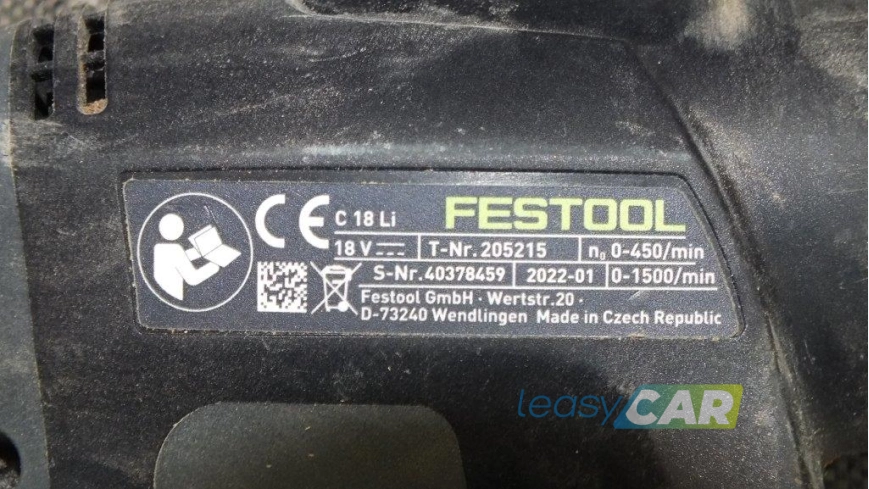 CE C 18 Li FESTOOL
18 V T-Nr. 205215 n₀ 0-450/min
S-Nr. 40378459 2022-01 0-1500/min
Festool GmbH · Wertstr. 20 ·
D-73240 Wendlingen Made in Czech Republic
leasyCAR